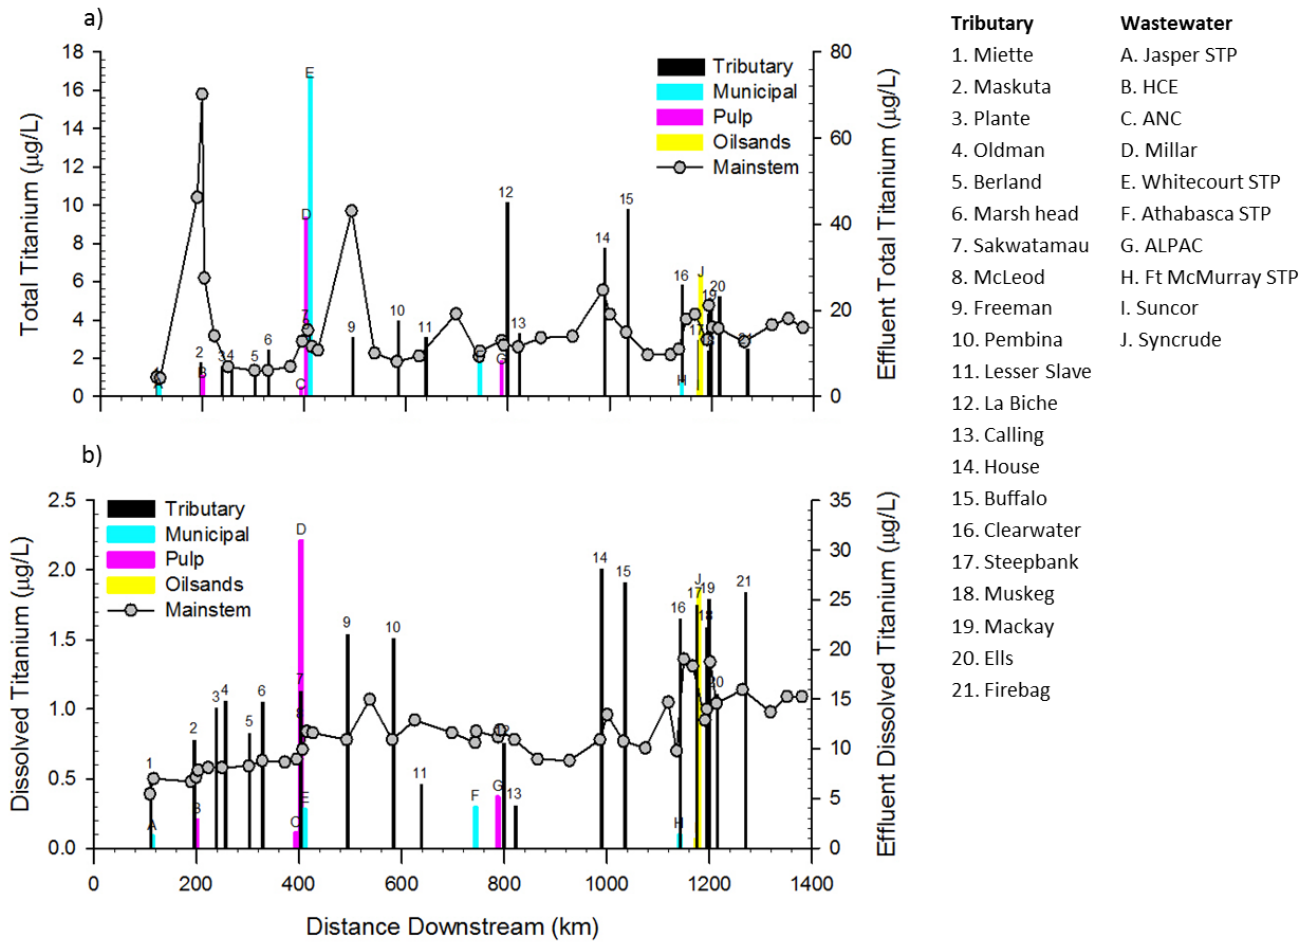 a)
18
16
14
12
10
8
6
4
2
0
Total Titanium (µg/L)
80
60
40
20
0
Effluent Total Titanium (µg/L)
Tributary
Municipal
Pulp
Oilsands
Mainstem
A
2
B
3
4
5
6
C
7
D
E
9
10
11
F
G
12
13
14
15
16
H
17
J
18
19
20
21
b)
2.5
2.0
1.5
1.0
0.5
0.0
Dissolved Titanium (µg/L)
35
30
25
20
15
10
5
0
Effluent Dissolved Titanium (µg/L)
Tributary
Municipal
Pulp
Oilsands
Mainstem
1
A
2
B
3
4
5
6
C
7
8
D
E
9
10
11
F
G
12
13
14
15
16
H
17
J
18
19
20
21
0
200
400
600
800
1000
1200
1400
Distance Downstream (km)
Tributary
1. Miette
2. Maskuta
3. Plante
4. Oldman
5. Berland
6. Marsh head
7. Sakwatamau
8. McLeod
9. Freeman
10. Pembina
11. Lesser Slave
12. La Biche
13. Calling
14. House
15. Buffalo
16. Clearwater
17. Steepbank
18. Muskeg
19. Mackay
20. Ells
21. Firebag
Wastewater
A. Jasper STP
B. HCE
C. ANC
D. Millar
E. Whitecourt STP
F. Athabasca STP
G. ALPAC
H. Ft McMurray STP
I. Suncor
J. Syncrude